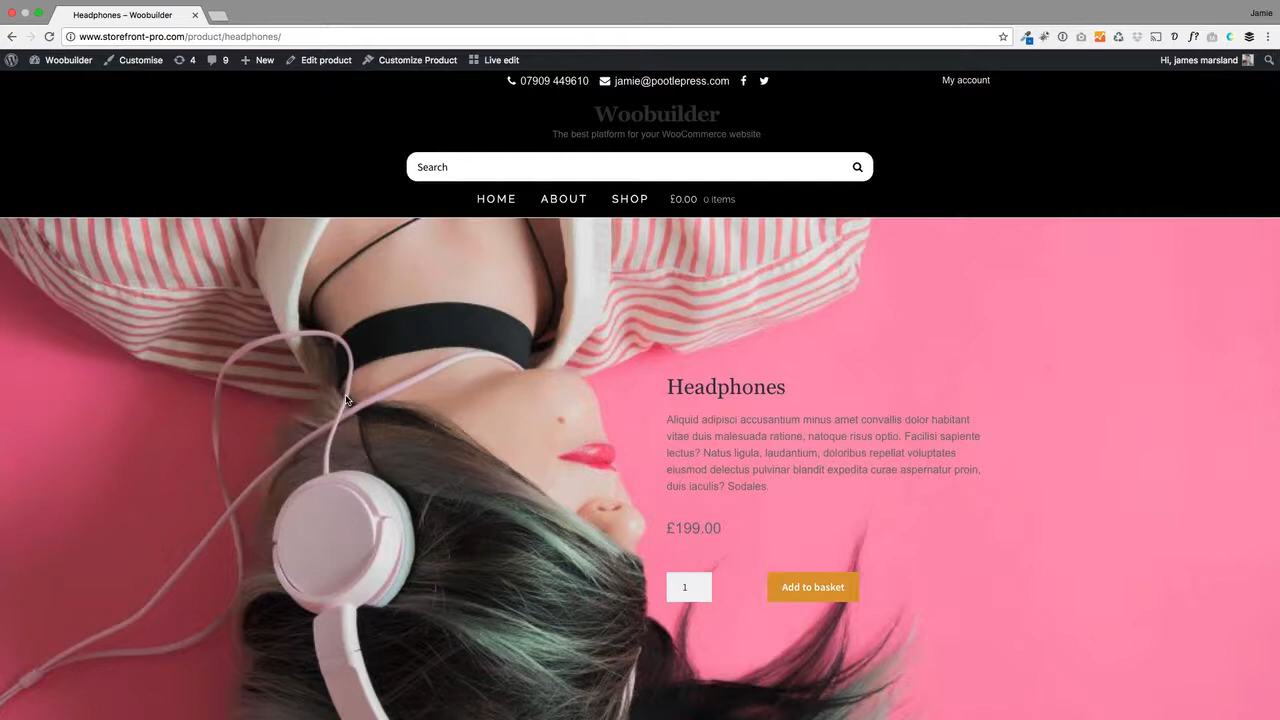 Headphones – Woobuilder
Jamie
www.storefront-pro.com/product/headphones/
Woobuilder Customise 4 9 New Edit product Customize Product Live edit Hi, james marsland
07909 449610 jamie@pootlepress.com My account
Woobuilder
The best platform for your WooCommerce website
Search
HOME ABOUT SHOP £0.00 0 items
Headphones
Aliquid adipisci accusantium minus amet convallis dolor habitant
vitae duis malesuada ratione, natoque risus optio. Facilisi sapiente
lectus? Natus ligula, laudantium, doloribus repellat voluptates
eiusmod delectus pulvinar blandit expedita curae aspernatur proin,
duis iaculis? Sodales.
£199.00
1 Add to basket